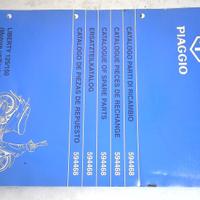 PIAGGIO
CATALOGO PARTI DI RICAMBIO 594468
CATALOGUE PIECES DE RECHANGE 594468
CATALOGUE OF SPARE PARTS 594468
ERSATZTEILKATALOG 594468
CATALOGO DE PIEZAS DE REPUESTO 594468
LIBERTY 125/150